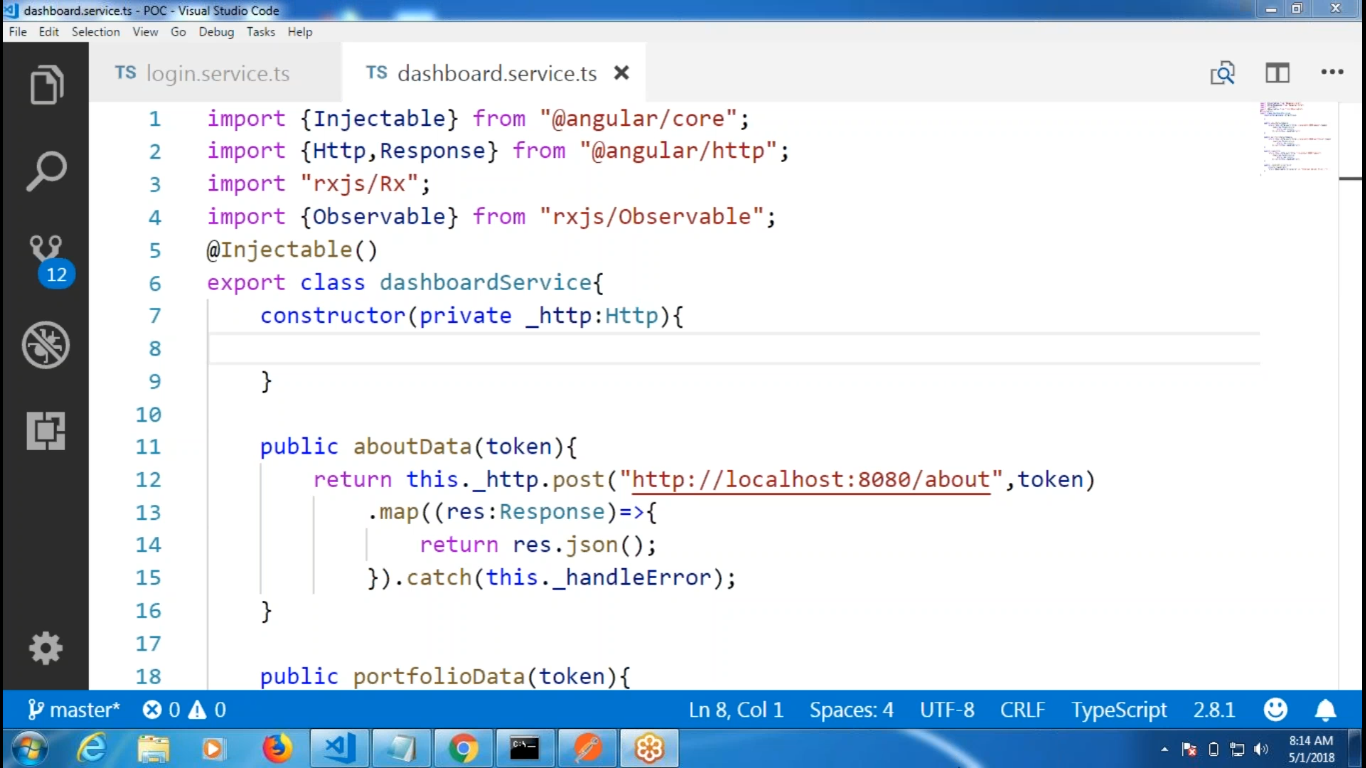 dashboard.service.ts - POC - Visual Studio Code
File Edit Selection View Go Debug Tasks Help
TS login.service.ts TS dashboard.service.ts
1 import {Injectable} from "@angular/core";
2 import {Http,Response} from "@angular/http";
3 import "rxjs/Rx";
4 import {Observable} from "rxjs/Observable";
5 @Injectable()
6 export class dashboardService{
7 constructor(private _http:Http){
8
9 }
10
11 public aboutData(token){
12 return this._http.post("http://localhost:8080/about",token)
13 .map((res:Response)=>{
14 return res.json();
15 }).catch(this._handleError);
16 }
17
18 public portfolioData(token){
12
master* 0 0 Ln 8, Col 1 Spaces: 4 UTF-8 CRLF TypeScript 2.8.1
8:14 AM
5/1/2018